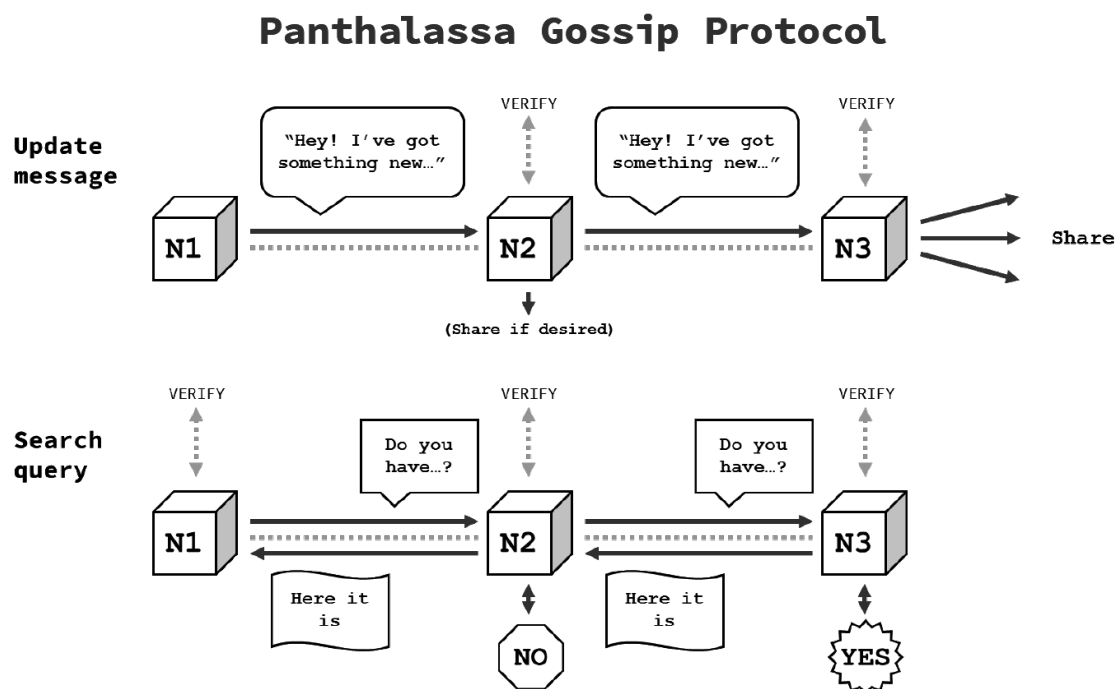 Panthalassa Gossip Protocol
VERIFY
VERIFY
Update
message
“Hey! I’ve got
something new…”
“Hey! I’ve got
something new…”
N1
N2
N3
Share
(Share if desired)
VERIFY
VERIFY
VERIFY
Search
query
Do you
have…?
Do you
have…?
N1
N2
N3
Here it
is
Here it
is
NO
YES